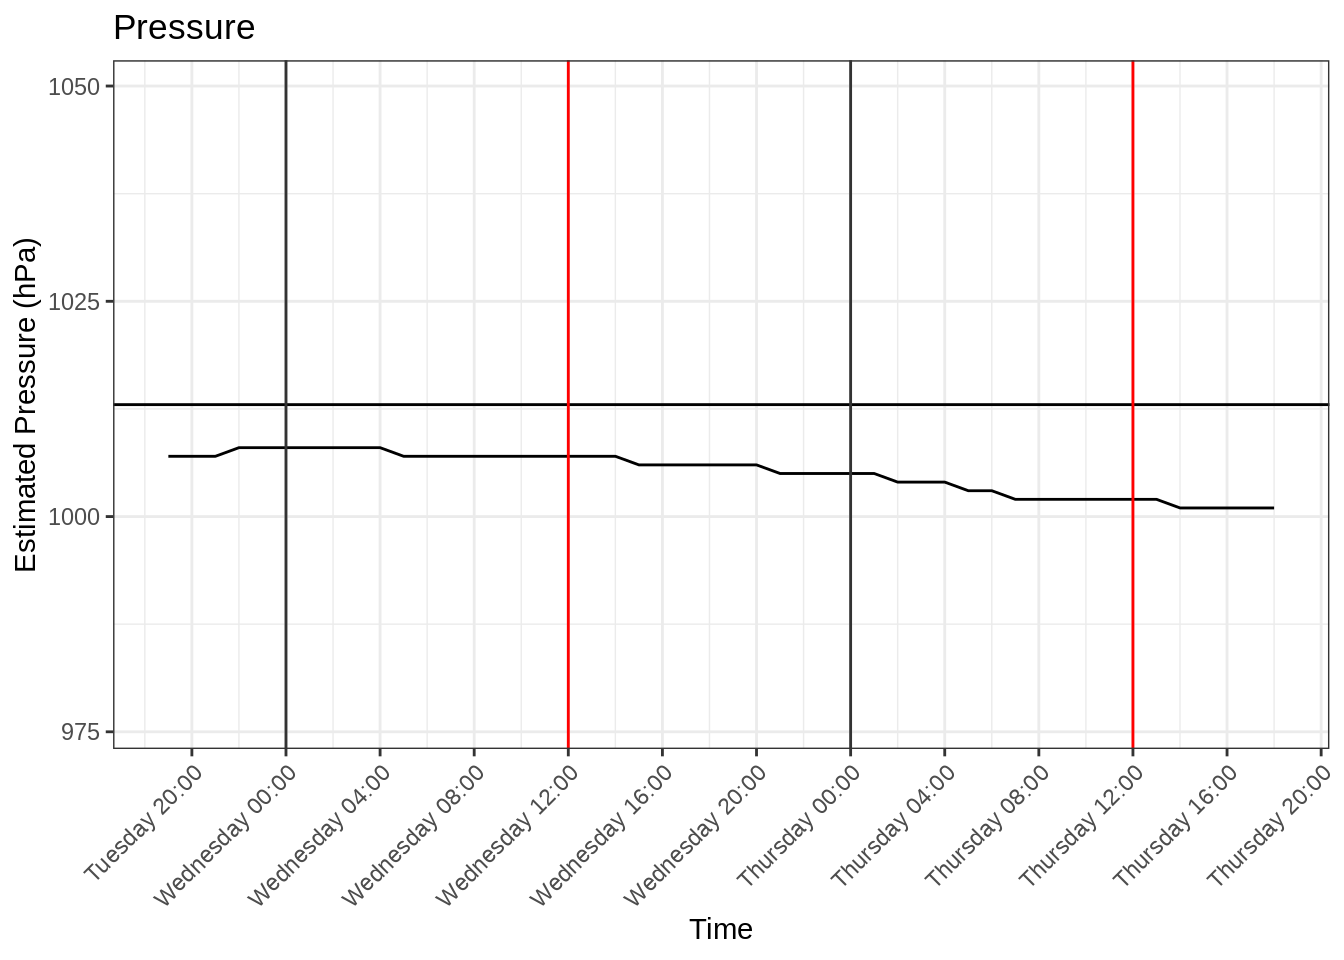 Pressure
Estimated Pressure (hPa)
1050
1025
1000
975
Tuesday 20:00
Wednesday 00:00
Wednesday 04:00
Wednesday 08:00
Wednesday 12:00
Wednesday 16:00
Wednesday 20:00
Thursday 00:00
Thursday 04:00
Thursday 08:00
Thursday 12:00
Thursday 16:00
Thursday 20:00
Time